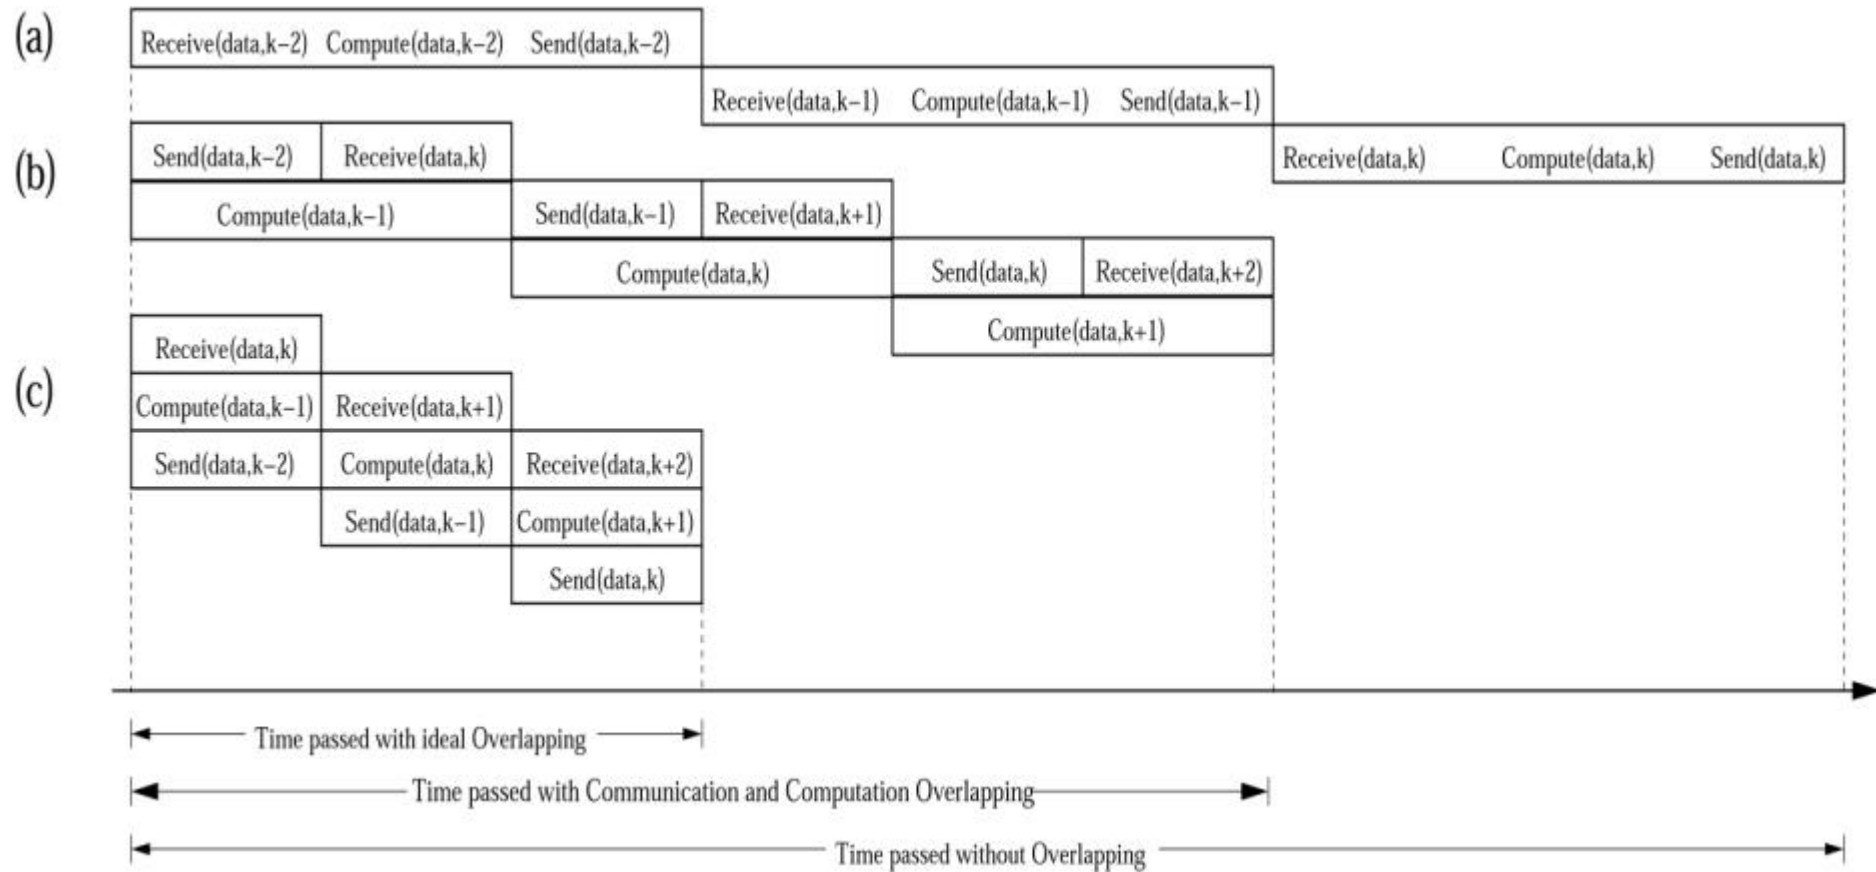 (a)
Receive(data,k−2) Compute(data,k−2) Send(data,k−2)
Receive(data,k−1) Compute(data,k−1) Send(data,k−1)
Receive(data,k) Compute(data,k) Send(data,k)
(b)
Send(data,k−2) Receive(data,k)
Compute(data,k−1) Send(data,k−1) Receive(data,k+1)
Compute(data,k) Send(data,k) Receive(data,k+2)
Compute(data,k+1)
(c)
Receive(data,k)
Compute(data,k−1) Receive(data,k+1)
Send(data,k−2) Compute(data,k) Receive(data,k+2)
Send(data,k−1) Compute(data,k+1)
Send(data,k)
Time passed with ideal Overlapping
Time passed with Communication and Computation Overlapping
Time passed without Overlapping